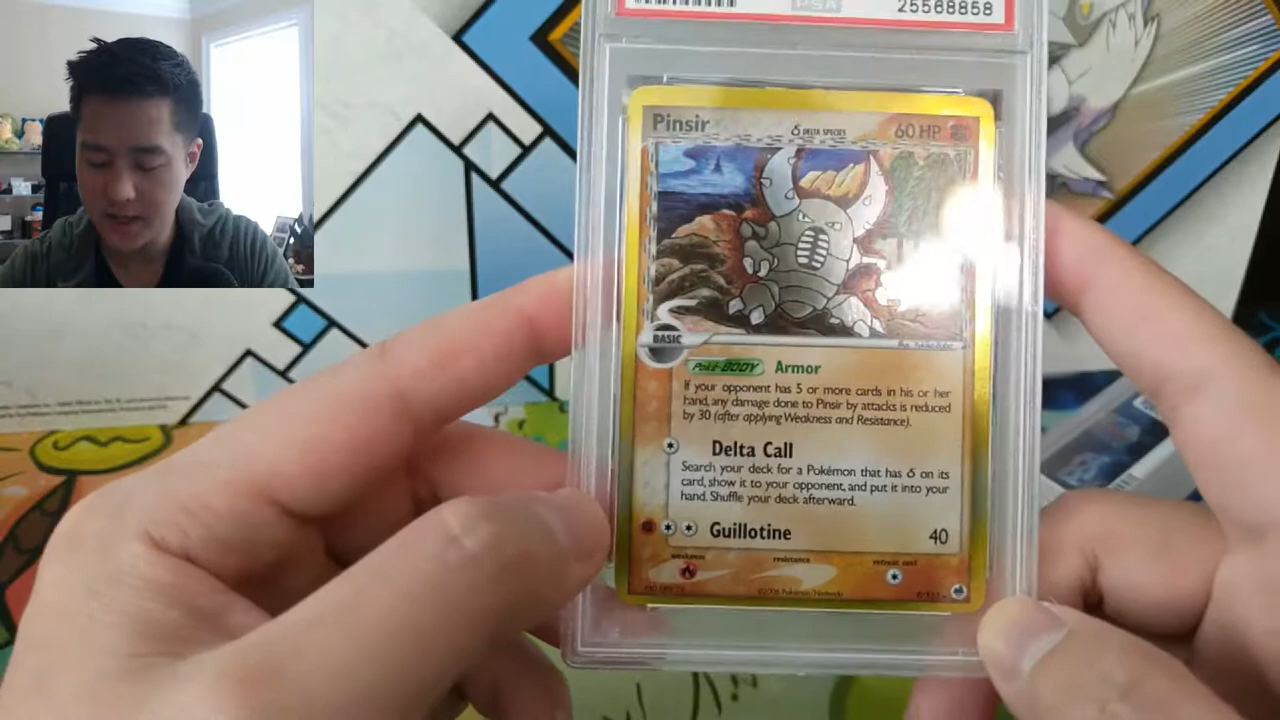 PSA
25568858
Pinsir
δ DELTA SPECIES
60 HP
BASIC
Poké-BODY Armor
If your opponent has 5 or more cards in his or her
hand, any damage done to Pinsir by attacks is reduced
by 30 (after applying Weakness and Resistance).
Delta Call
Search your deck for a Pokémon that has δ on its
card, show it to your opponent, and put it into your
hand. Shuffle your deck afterward.
Guillotine 40
weakness
resistance
retreat cost
©2006 Pokémon/Nintendo